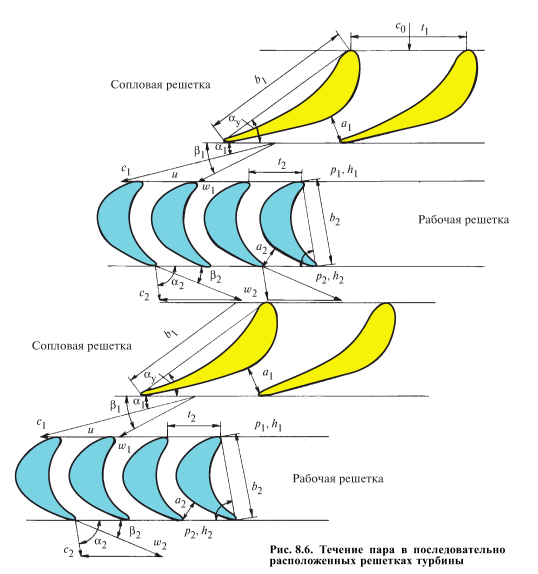 c0 t1
b1
Сопловая решетка
αу
a1
β1 α1
c1 u w1 t2 p1, h1
b2
Рабочая решетка
a2
α2 β2 p2, h2
c2 w2
b1
Сопловая решетка
αу
a1
β1 α1
c1 u w1 t2 p1, h1
b2
Рабочая решетка
a2
α2 β2 p2, h2
c2 w2
Рис. 8.6. Течение пара в последовательно
расположенных решетках турбины